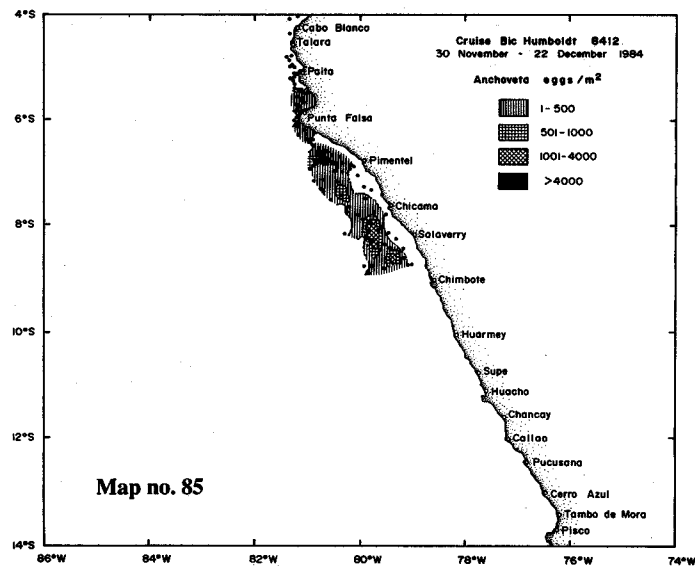 4°S
Cabo Blanco
Talara
Cruise Bic Humboldt 8412
30 November - 22 December 1984
Paita
Anchoveta eggs/m²
1-500
6°S
Punta Falsa
501-1000
1001-4000
Pimentel
>4000
Chicama
8°S
Salaverry
Chimbote
10°S
Huarmey
Supe
Huacho
Chancay
12°S
Callao
Pucusana
Map no. 85
Cerro Azul
Tambo de Mora
Pisco
14°S
86°W
84°W
82°W
80°W
78°W
76°W
74°W